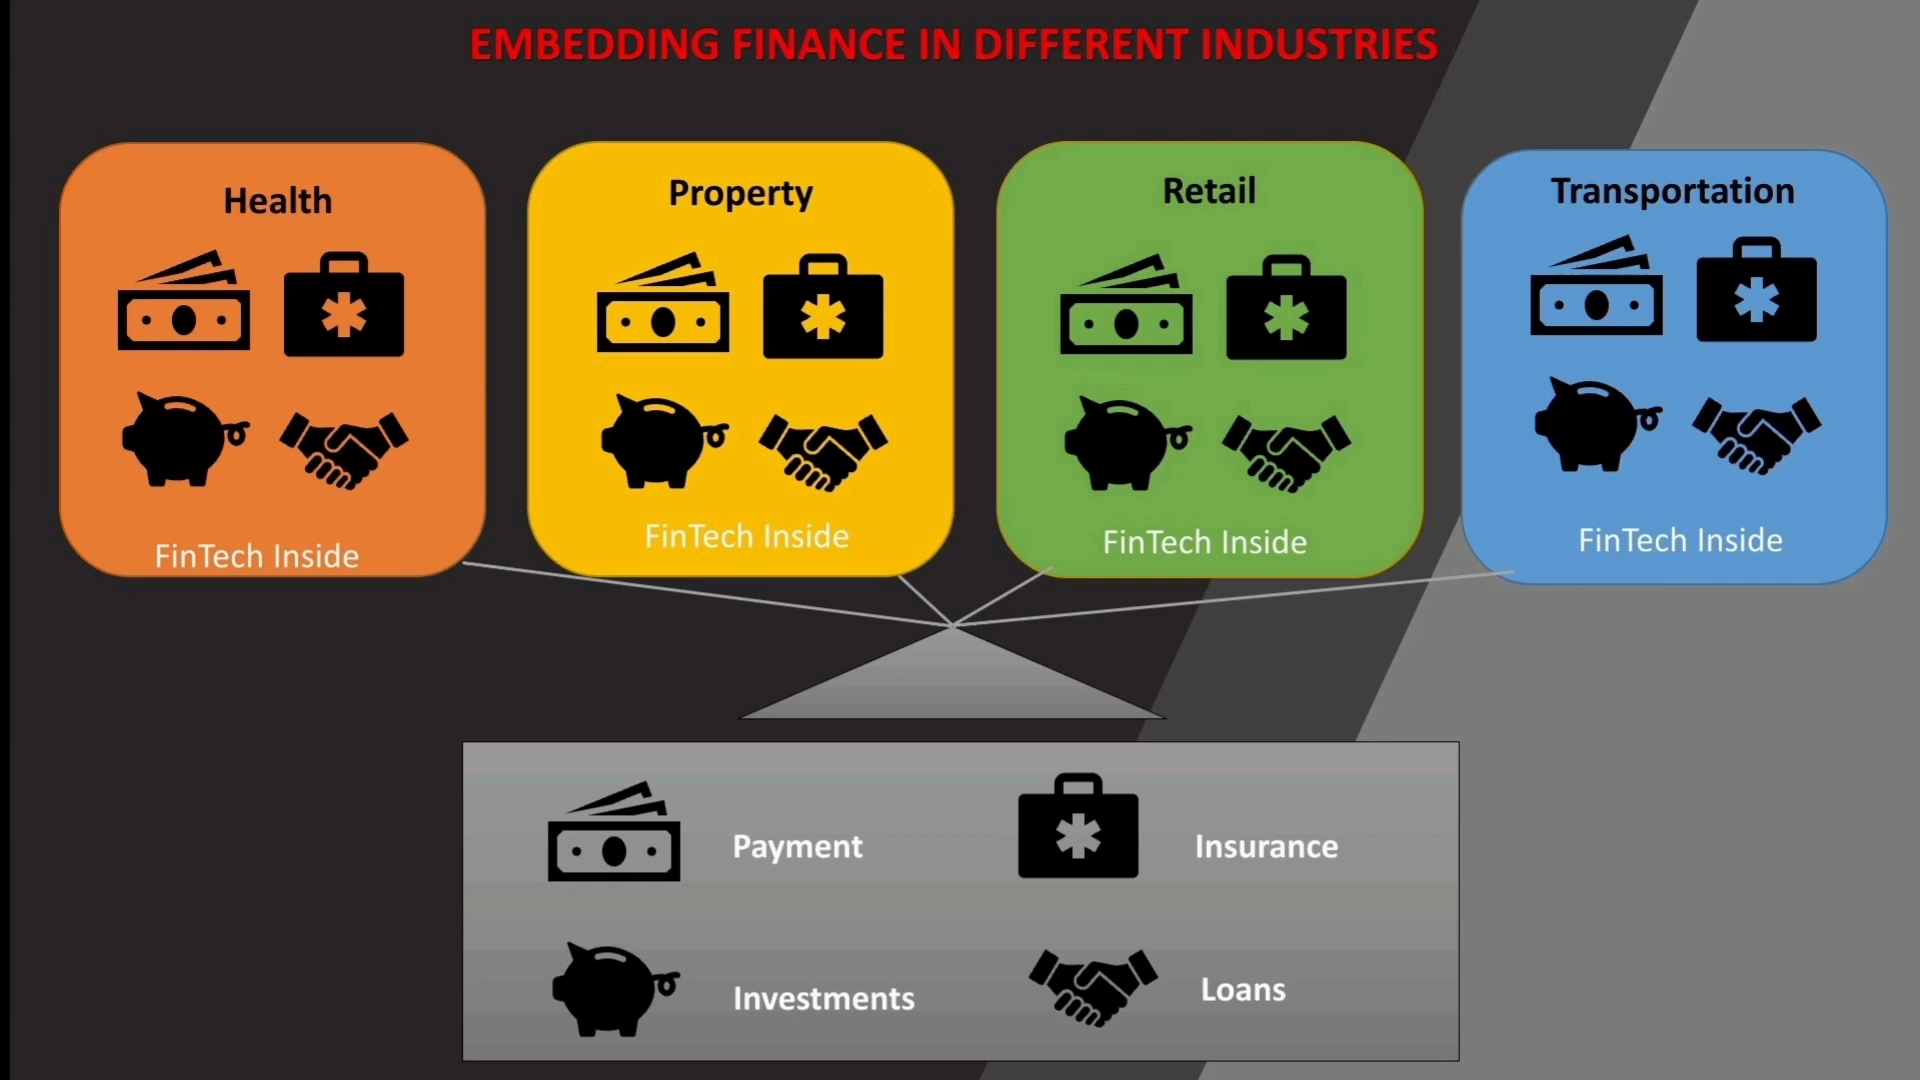 EMBEDDING FINANCE IN DIFFERENT INDUSTRIES
Health
FinTech Inside
Property
FinTech Inside
Retail
FinTech Inside
Transportation
FinTech Inside
Payment
Insurance
Investments
Loans